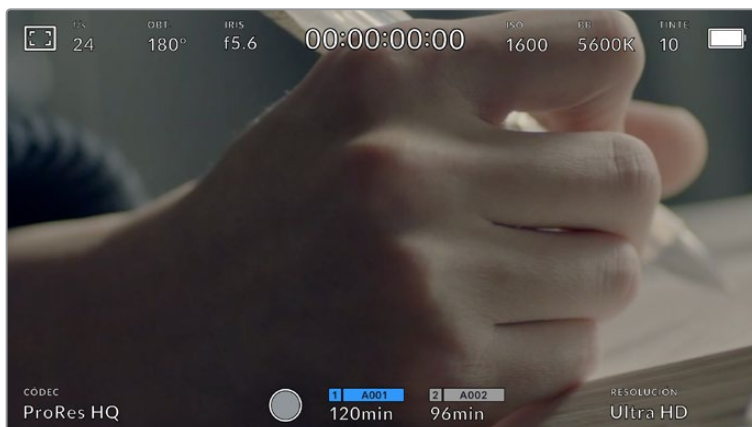 F/S OBT. IRIS 00:00:00:00 ISO BB TINTE
24 180° f5.6 1600 5600K 10
CÓDEC 1 A001 2 A002 RESOLUCIÓN
ProRes HQ 120min 96min Ultra HD